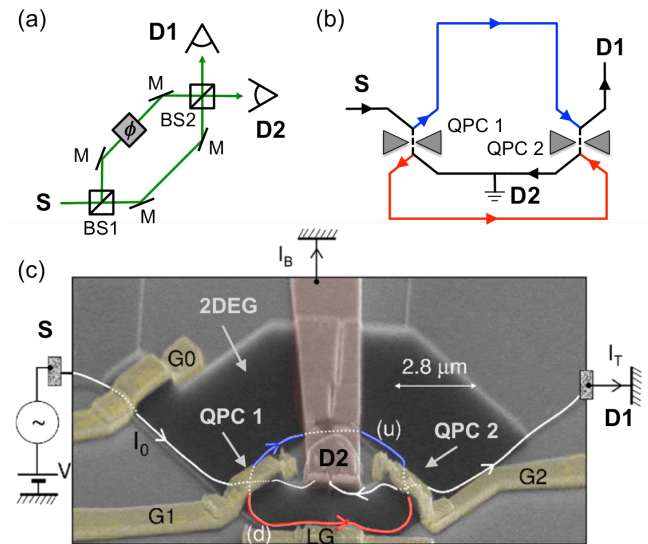 (a)
D1
M
BS2
ϕ
D2
M
M
S
M
BS1
(b)
D1
S
QPC 1
QPC 2
D2
(c)
I_B
2DEG
S
G0
2.8 μm
I_T
D1
QPC 1
(u)
QPC 2
~
I_0
D2
V
G2
G1
(d)
LG